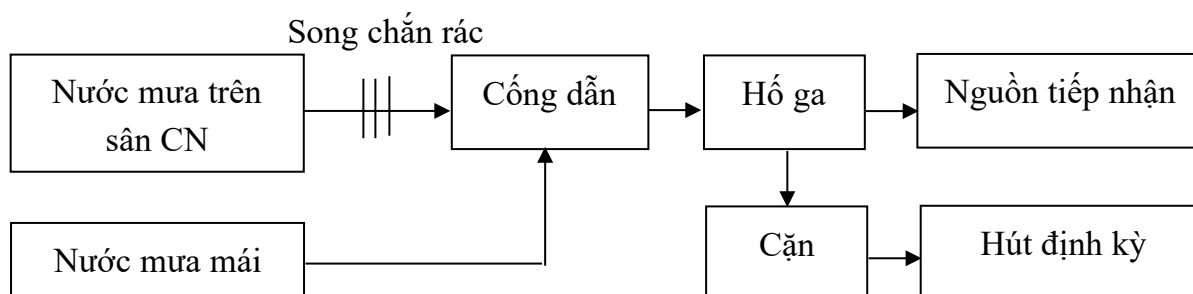 Song chắn rác
Nước mưa trên
sân CN
Cống dẫn
Hố ga
Nguồn tiếp nhận
Nước mưa mái
Cặn
Hút định kỳ